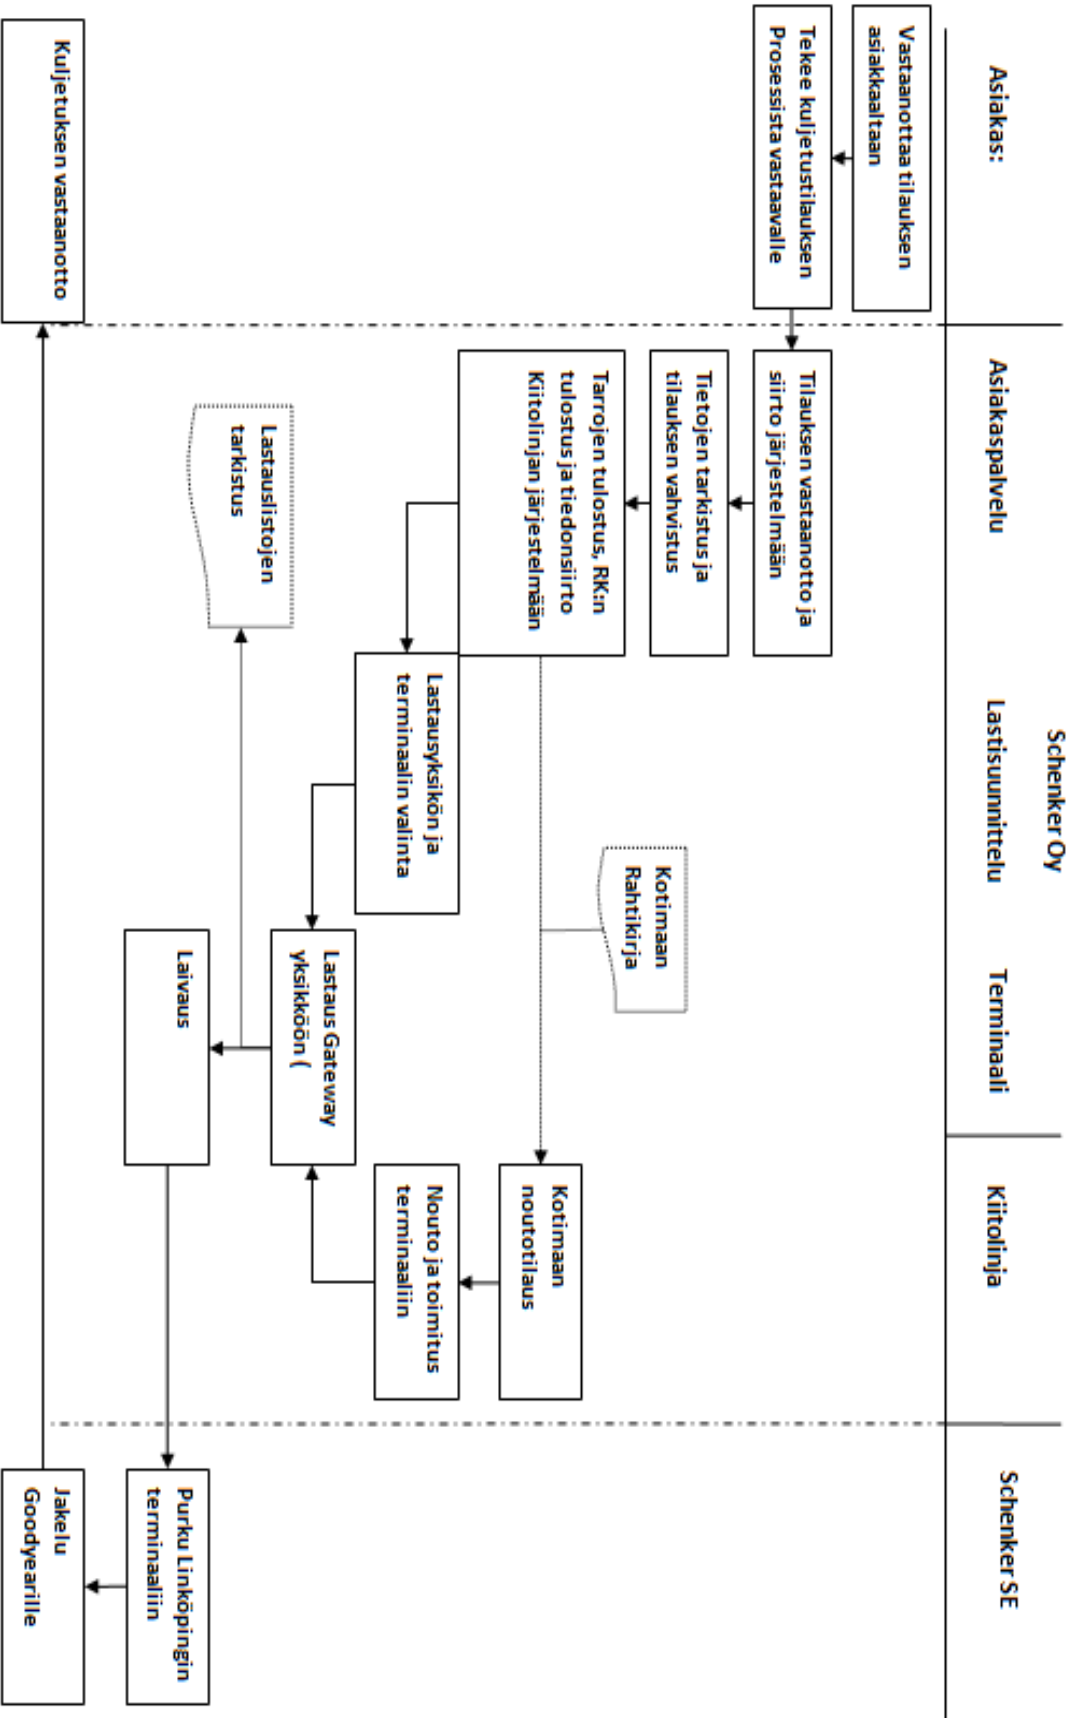 Schenker Oy
Asiakas:
Asiakaspalvelu
Lastisuunnittelu
Terminaali
Kiitolinja
Schenker SE
Vastaanottaa tilauksen
asiakkaaltaan
Tekee kuljetustilauksen
Prosessista vastaavalle
Tilauksen vastaanotto ja
siirto järjestelmään
Tietojen tarkistus ja
tilauksen vahvistus
Kotimaan
Rahtikirja
Tarrojen tulostus, RK:n
tulostus ja tiedonsiirto
Kiitolinjan järjestelmään
Kotimaan
noutotilaus
Lastausyksikön ja
terminaalin valinta
Nouto ja toimitus
terminaaliin
Lastaus Gateway
yksikköön (
Lastauslistojen
tarkistus
Laivaus
Purku Linköpingin
terminaaliin
Kuljetuksen vastaanotto
Jakelu
Goodyearille